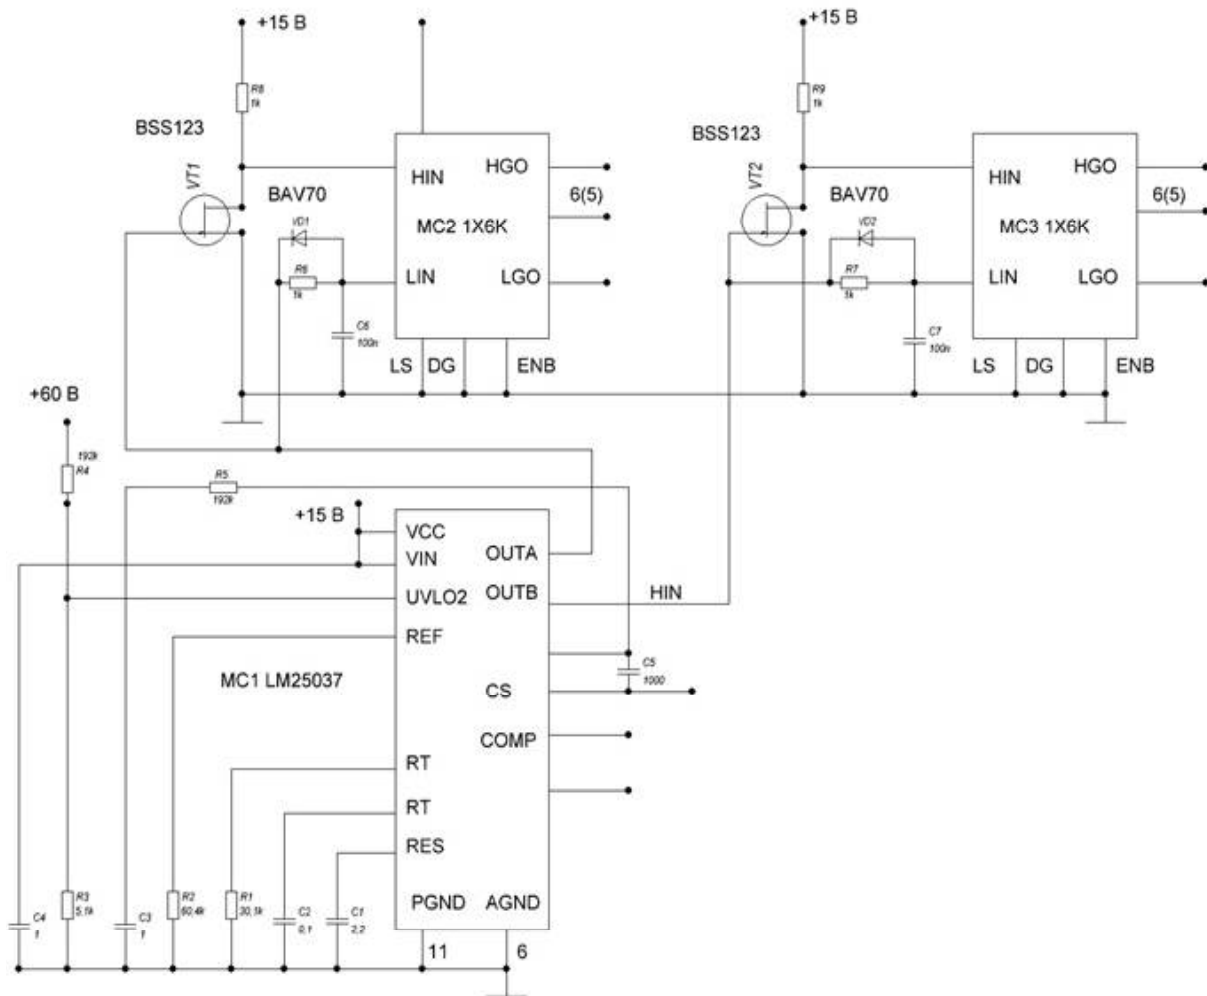 +15 В
+15 В
R8
1k
R9
1k
BSS123
BSS123
VT1
HIN
HGO
BAV70
6(5)
VD1
MC2 1X6K
R6
1k
LIN
LGO
C6
100n
LS
DG
ENB
VT2
HIN
HGO
BAV70
6(5)
VD2
MC3 1X6K
R7
1k
LIN
LGO
C7
100n
LS
DG
ENB
+60 В
192k
R4
R5
192k
+15 В
VCC
VIN
OUTA
UVLO2
OUTB
HIN
REF
MC1 LM25037
C5
1000
CS
COMP
RT
RT
RES
PGND
AGND
C4
1
R3
5,1k
C3
1
R2
60,4k
R1
30,1k
C2
0,1
C1
2,2
11
6